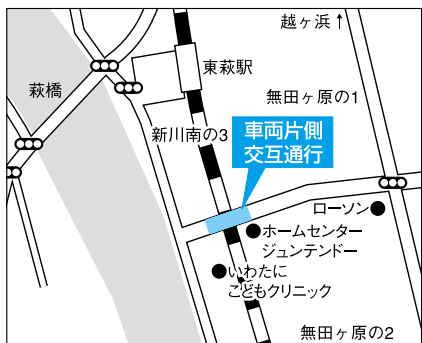 越ヶ浜↑
東萩駅
萩橋
無田ヶ原の1
新川南の3
車両片側
交互通行
ローソン
ホームセンター
ジュンテンドー
いわたに
こどもクリニック
無田ヶ原の2